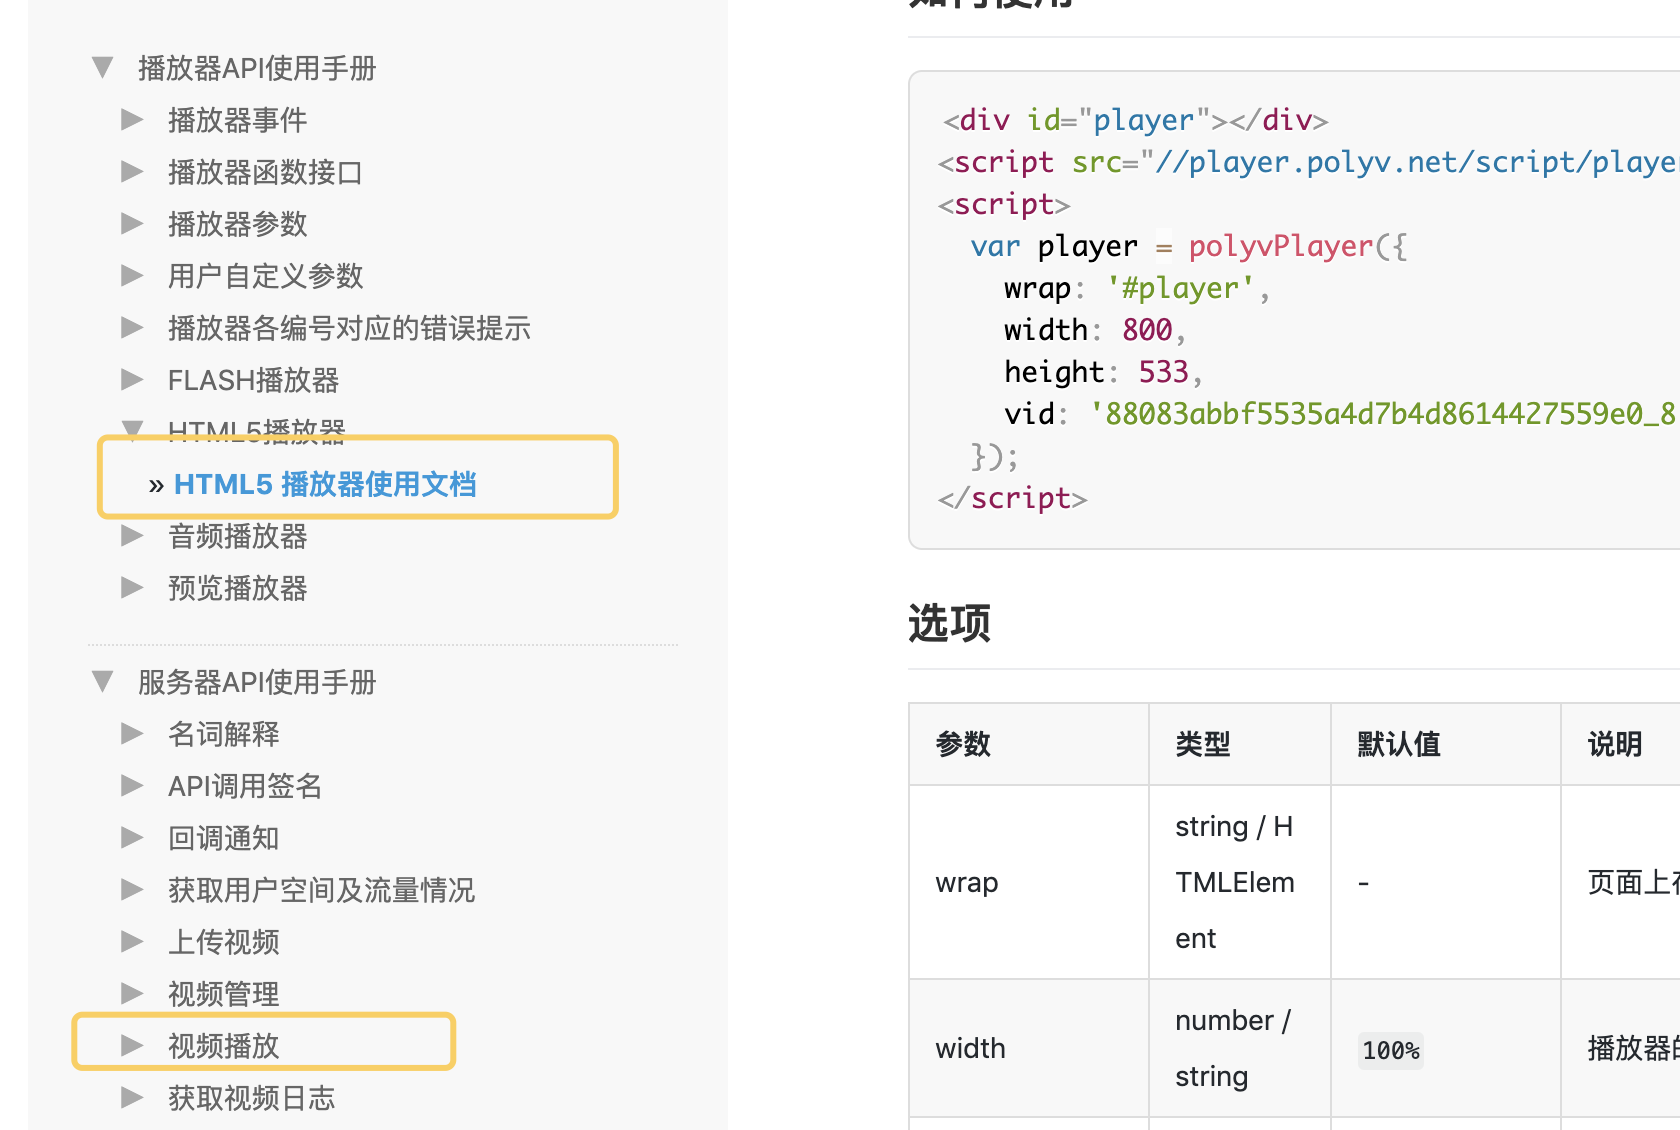 播放器API使用手册
播放器事件
播放器函数接口
播放器参数
用户自定义参数
播放器各编号对应的错误提示
FLASH播放器
HTML5播放器
» HTML5 播放器使用文档
音频播放器
预览播放器
服务器API使用手册
名词解释
API调用签名
回调通知
获取用户空间及流量情况
上传视频
视频管理
视频播放
获取视频日志
如何使用
<div id="player"></div>
<script src="//player.polyv.net/script/player
<script>
var player = polyvPlayer({
wrap: '#player',
width: 800,
height: 533,
vid: '88083abbf5535a4d7b4d8614427559e0_8
});
</script>
选项
参数 类型 默认值 说明
wrap string / HTMLElement - 页面上存
width number / string 100% 播放器的